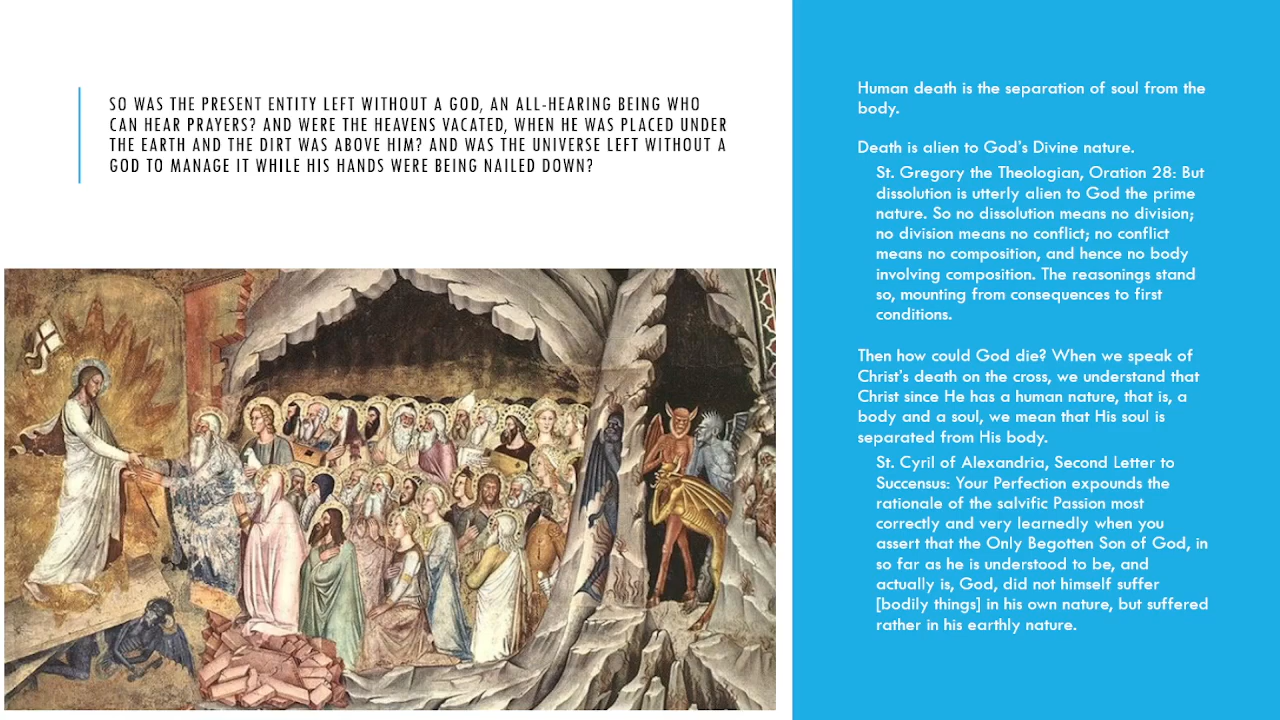 SO WAS THE PRESENT ENTITY LEFT WITHOUT A GOD, AN ALL-HEARING BEING WHO
CAN HEAR PRAYERS? AND WERE THE HEAVENS VACATED, WHEN HE WAS PLACED UNDER
THE EARTH AND THE DIRT WAS ABOVE HIM? AND WAS THE UNIVERSE LEFT WITHOUT A
GOD TO MANAGE IT WHILE HIS HANDS WERE BEING NAILED DOWN?
Human death is the separation of soul from the
body.
Death is alien to God's Divine nature.
St. Gregory the Theologian, Oration 28: But
dissolution is utterly alien to God the prime
nature. So no dissolution means no division;
no division means no conflict; no conflict
means no composition, and hence no body
involving composition. The reasonings stand
so, mounting from consequences to first
conditions.
Then how could God die? When we speak of
Christ's death on the cross, we understand that
Christ since He has a human nature, that is, a
body and a soul, we mean that His soul is
separated from His body.
St. Cyril of Alexandria, Second Letter to
Succensus: Your Perfection expounds the
rationale of the salvific Passion most
correctly and very learnedly when you
assert that the Only Begotten Son of God, in
so far as he is understood to be, and
actually is, God, did not himself suffer
[bodily things] in his own nature, but suffered
rather in his earthly nature.